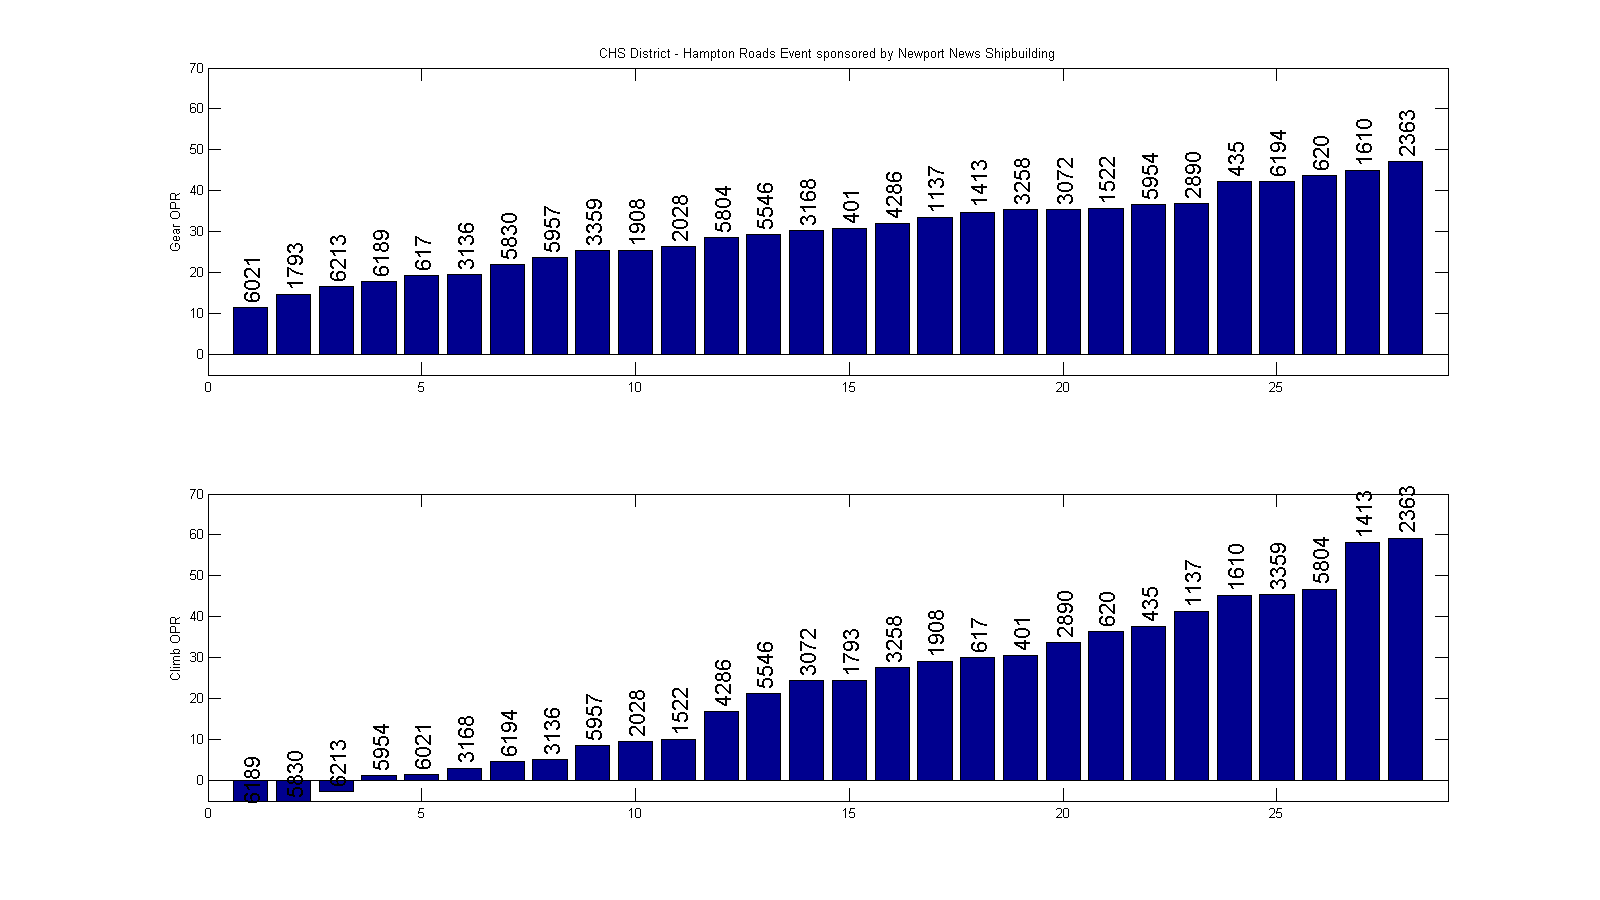 CHS District - Hampton Roads Event sponsored by Newport News Shipbuilding
70
60
50
40
30
20
10
0
Gear OPR
6021 1793 6213 6189 617 3136 5830 5957 3359 1908 2028 5804 5546 3168 401 4286 1137 1413 3258 3072 1522 5954 2890 435 6194 620 1610 2363
0 5 10 15 20 25
70
60
50
40
30
20
10
0
Climb OPR
6189 5830 6213 5954 6021 3168 6194 3136 5957 2028 1522 4286 5546 3072 1793 3258 1908 617 401 2890 620 435 1137 1610 3359 5804 1413 2363
0 5 10 15 20 25